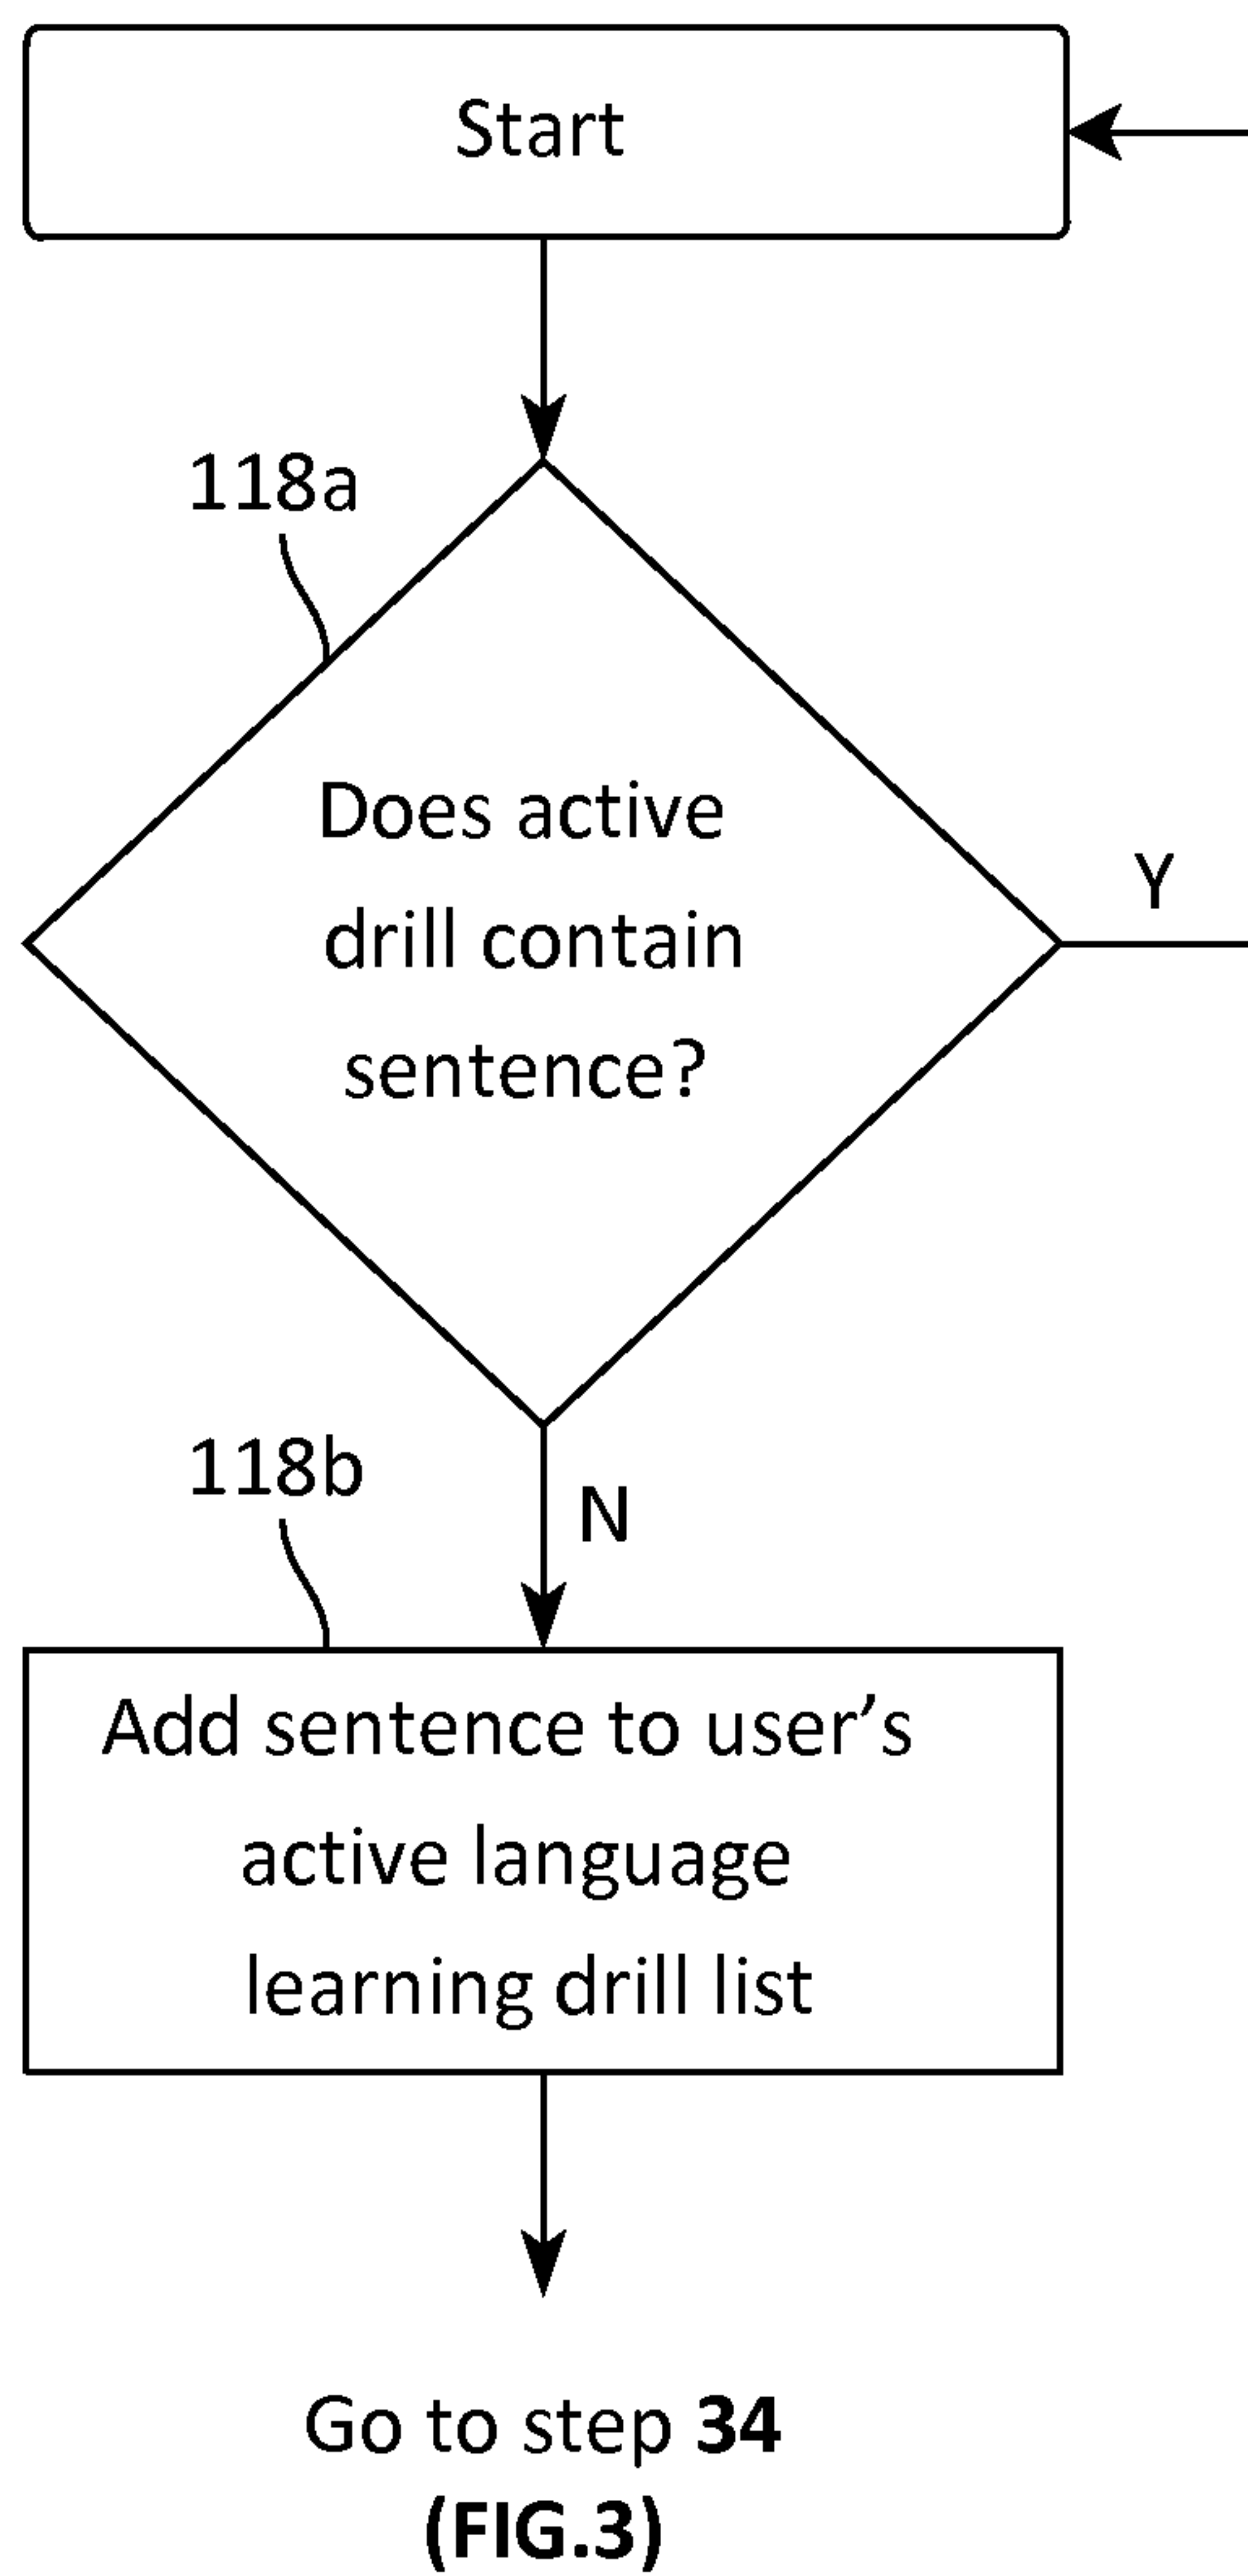 Start
118a
Does active
drill contain
sentence?
Y
118b
N
Add sentence to user’s
active language
learning drill list
Go to step 34
(FIG.3)